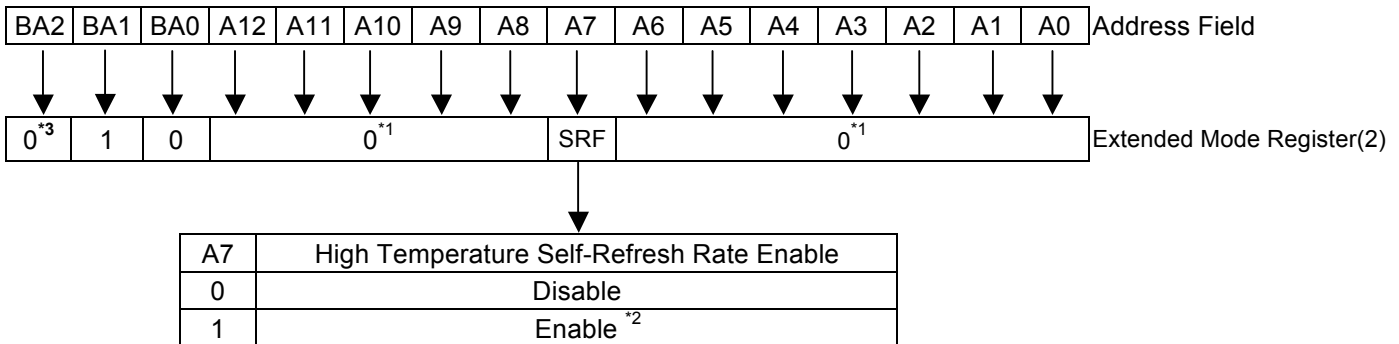 BA2 BA1 BA0 A12 A11 A10 A9 A8 A7 A6 A5 A4 A3 A2 A1 A0 Address Field
0*3 1 0 0*1 SRF 0*1 Extended Mode Register(2)
A7 High Temperature Self-Refresh Rate Enable
0 Disable
1 Enable *2